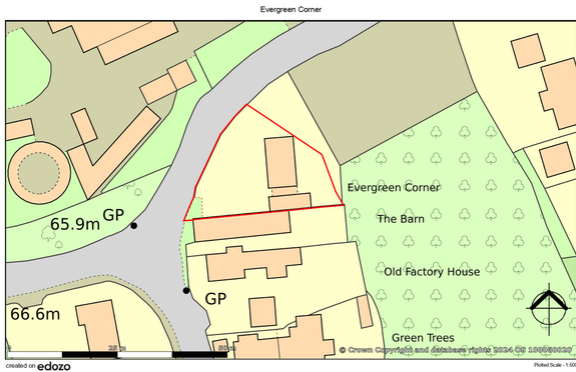 Evergreen Corner
Evergreen Corner
The Barn
65.9m GP
Old Factory House
GP
66.6m
Green Trees
© Crown Copyright and database rights 2024 OS
created on edozo